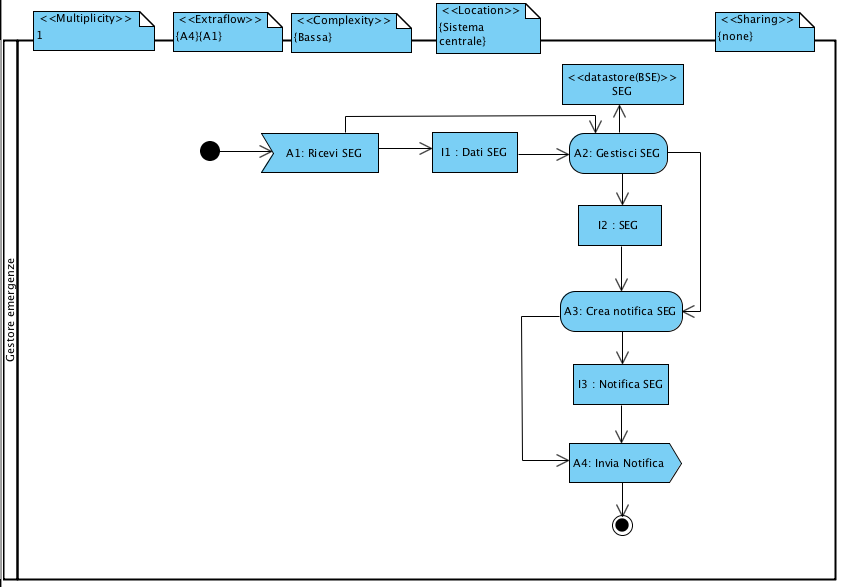 <<Multiplicity>>
1
<<Extraflow>>
{A4}{A1}
<<Complexity>>
{Bassa}
<<Location>>
{Sistema
centrale}
<<Sharing>>
{none}
Gestore emergenze
<<datastore(BSE)>>
SEG
A1: Ricevi SEG
I1 : Dati SEG
A2: Gestisci SEG
I2 : SEG
A3: Crea notifica SEG
I3 : Notifica SEG
A4: Invia Notifica